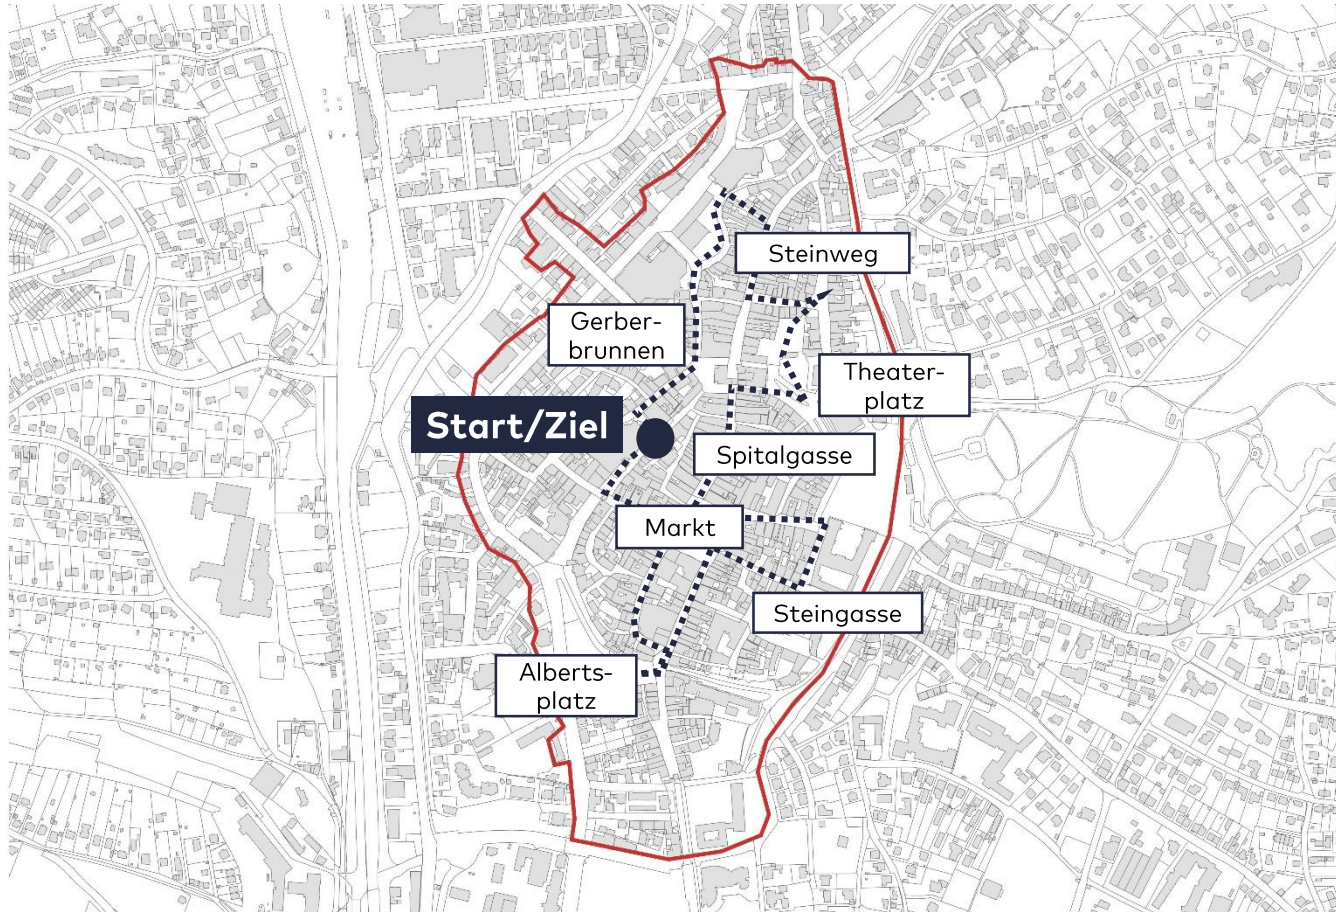 Steinweg
Gerber-
brunnen
Theater-
platz
Start/Ziel
Spitalgasse
Markt
Steingasse
Alberts-
platz